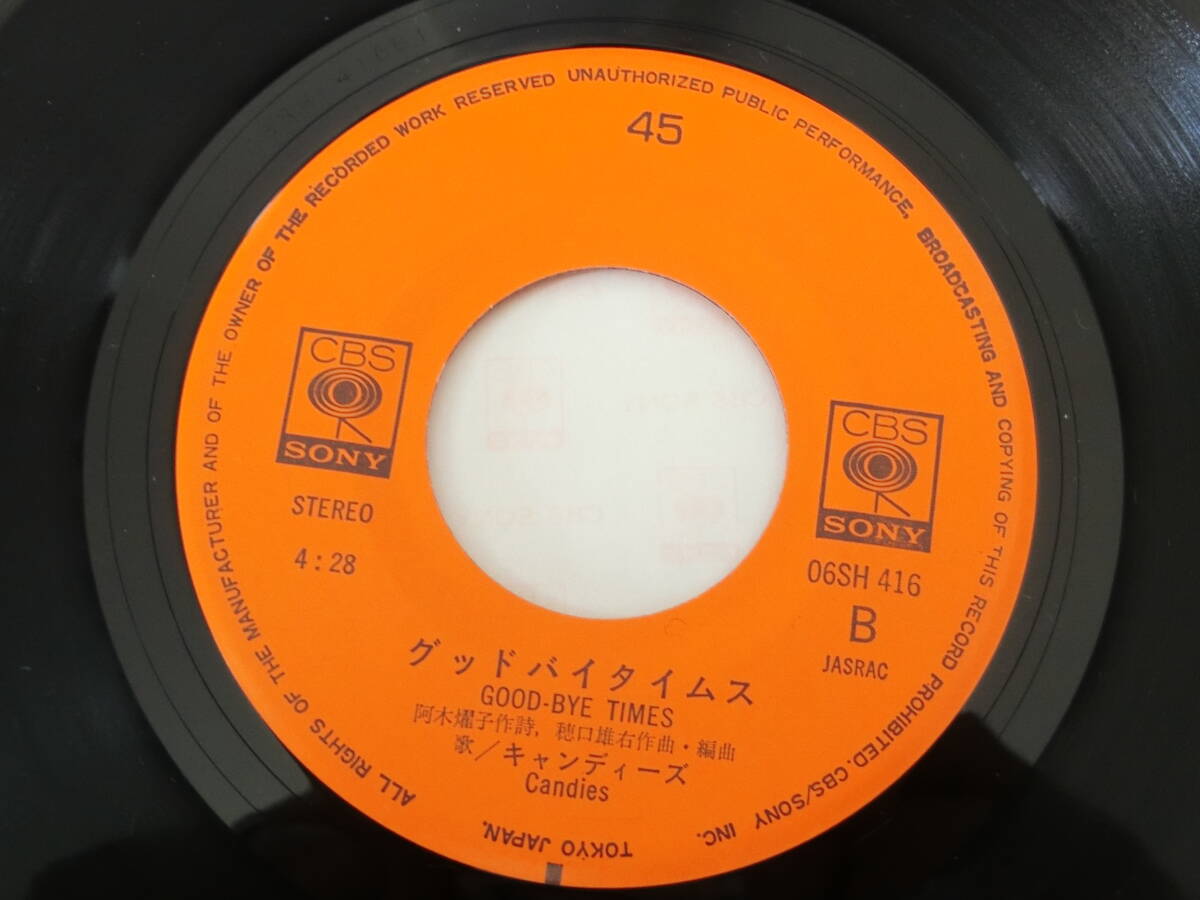 ALL RIGHTS OF THE MANUFACTURER AND OF THE OWNER OF THE RECORDED WORK RESERVED UNAUTHORIZED PUBLIC PERFORMANCE, BROADCASTING AND COPYING OF THIS RECORD PROHIBITED. CBS/SONY INC. TOKYO JAPAN.
45
CBS
SONY
STEREO
4:28
CBS
SONY
06SH 416
B
JASRAC
グッドバイタイムス
GOOD-BYE TIMES
阿木燿子作詩, 穂口雄右作曲・編曲
歌/キャンディーズ
Candies